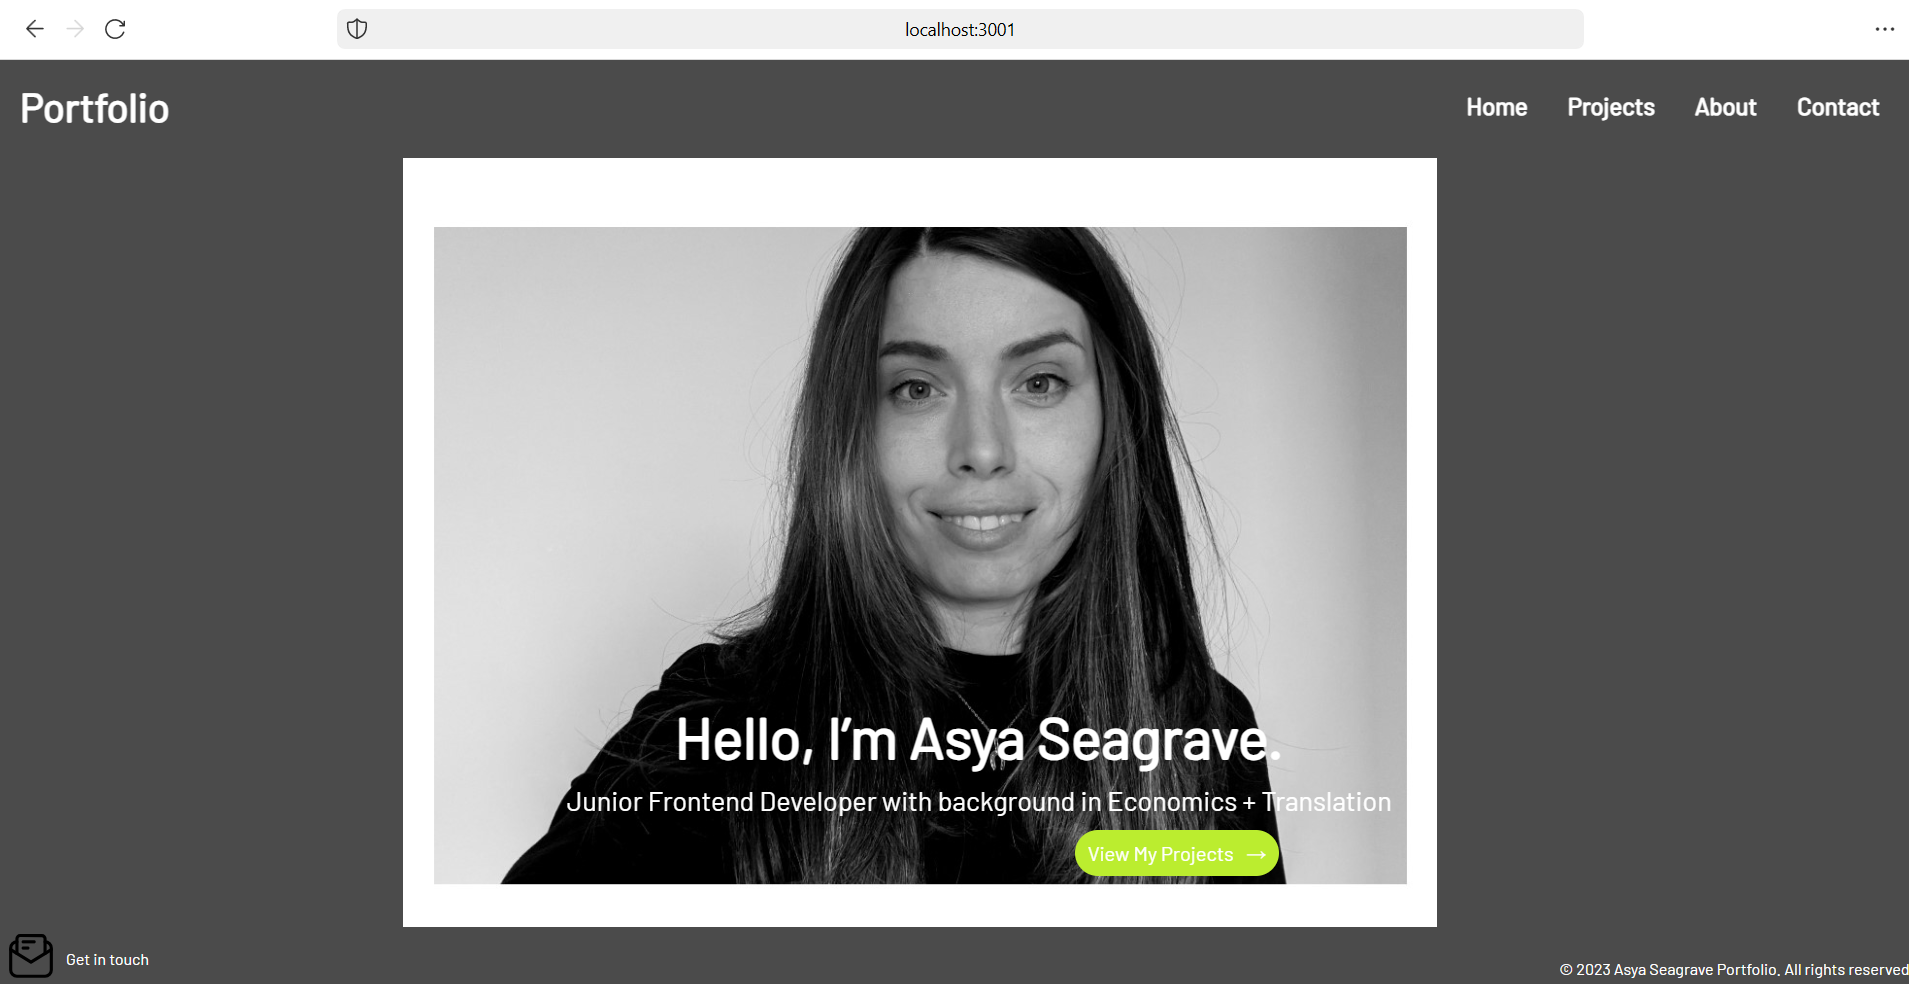 localhost:3001
Portfolio
Home Projects About Contact
Hello, I’m Asya Seagrave.
Junior Frontend Developer with background in Economics + Translation
View My Projects →
Get in touch
© 2023 Asya Seagrave Portfolio. All rights reserved